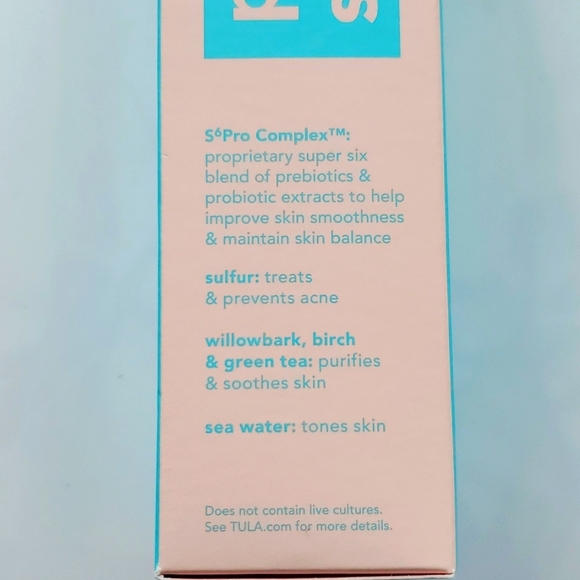 S⁶Pro Complex™:
proprietary super six
blend of prebiotics &
probiotic extracts to help
improve skin smoothness
& maintain skin balance
sulfur: treats
& prevents acne
willowbark, birch
& green tea: purifies
& soothes skin
sea water: tones skin
Does not contain live cultures.
See TULA.com for more details.